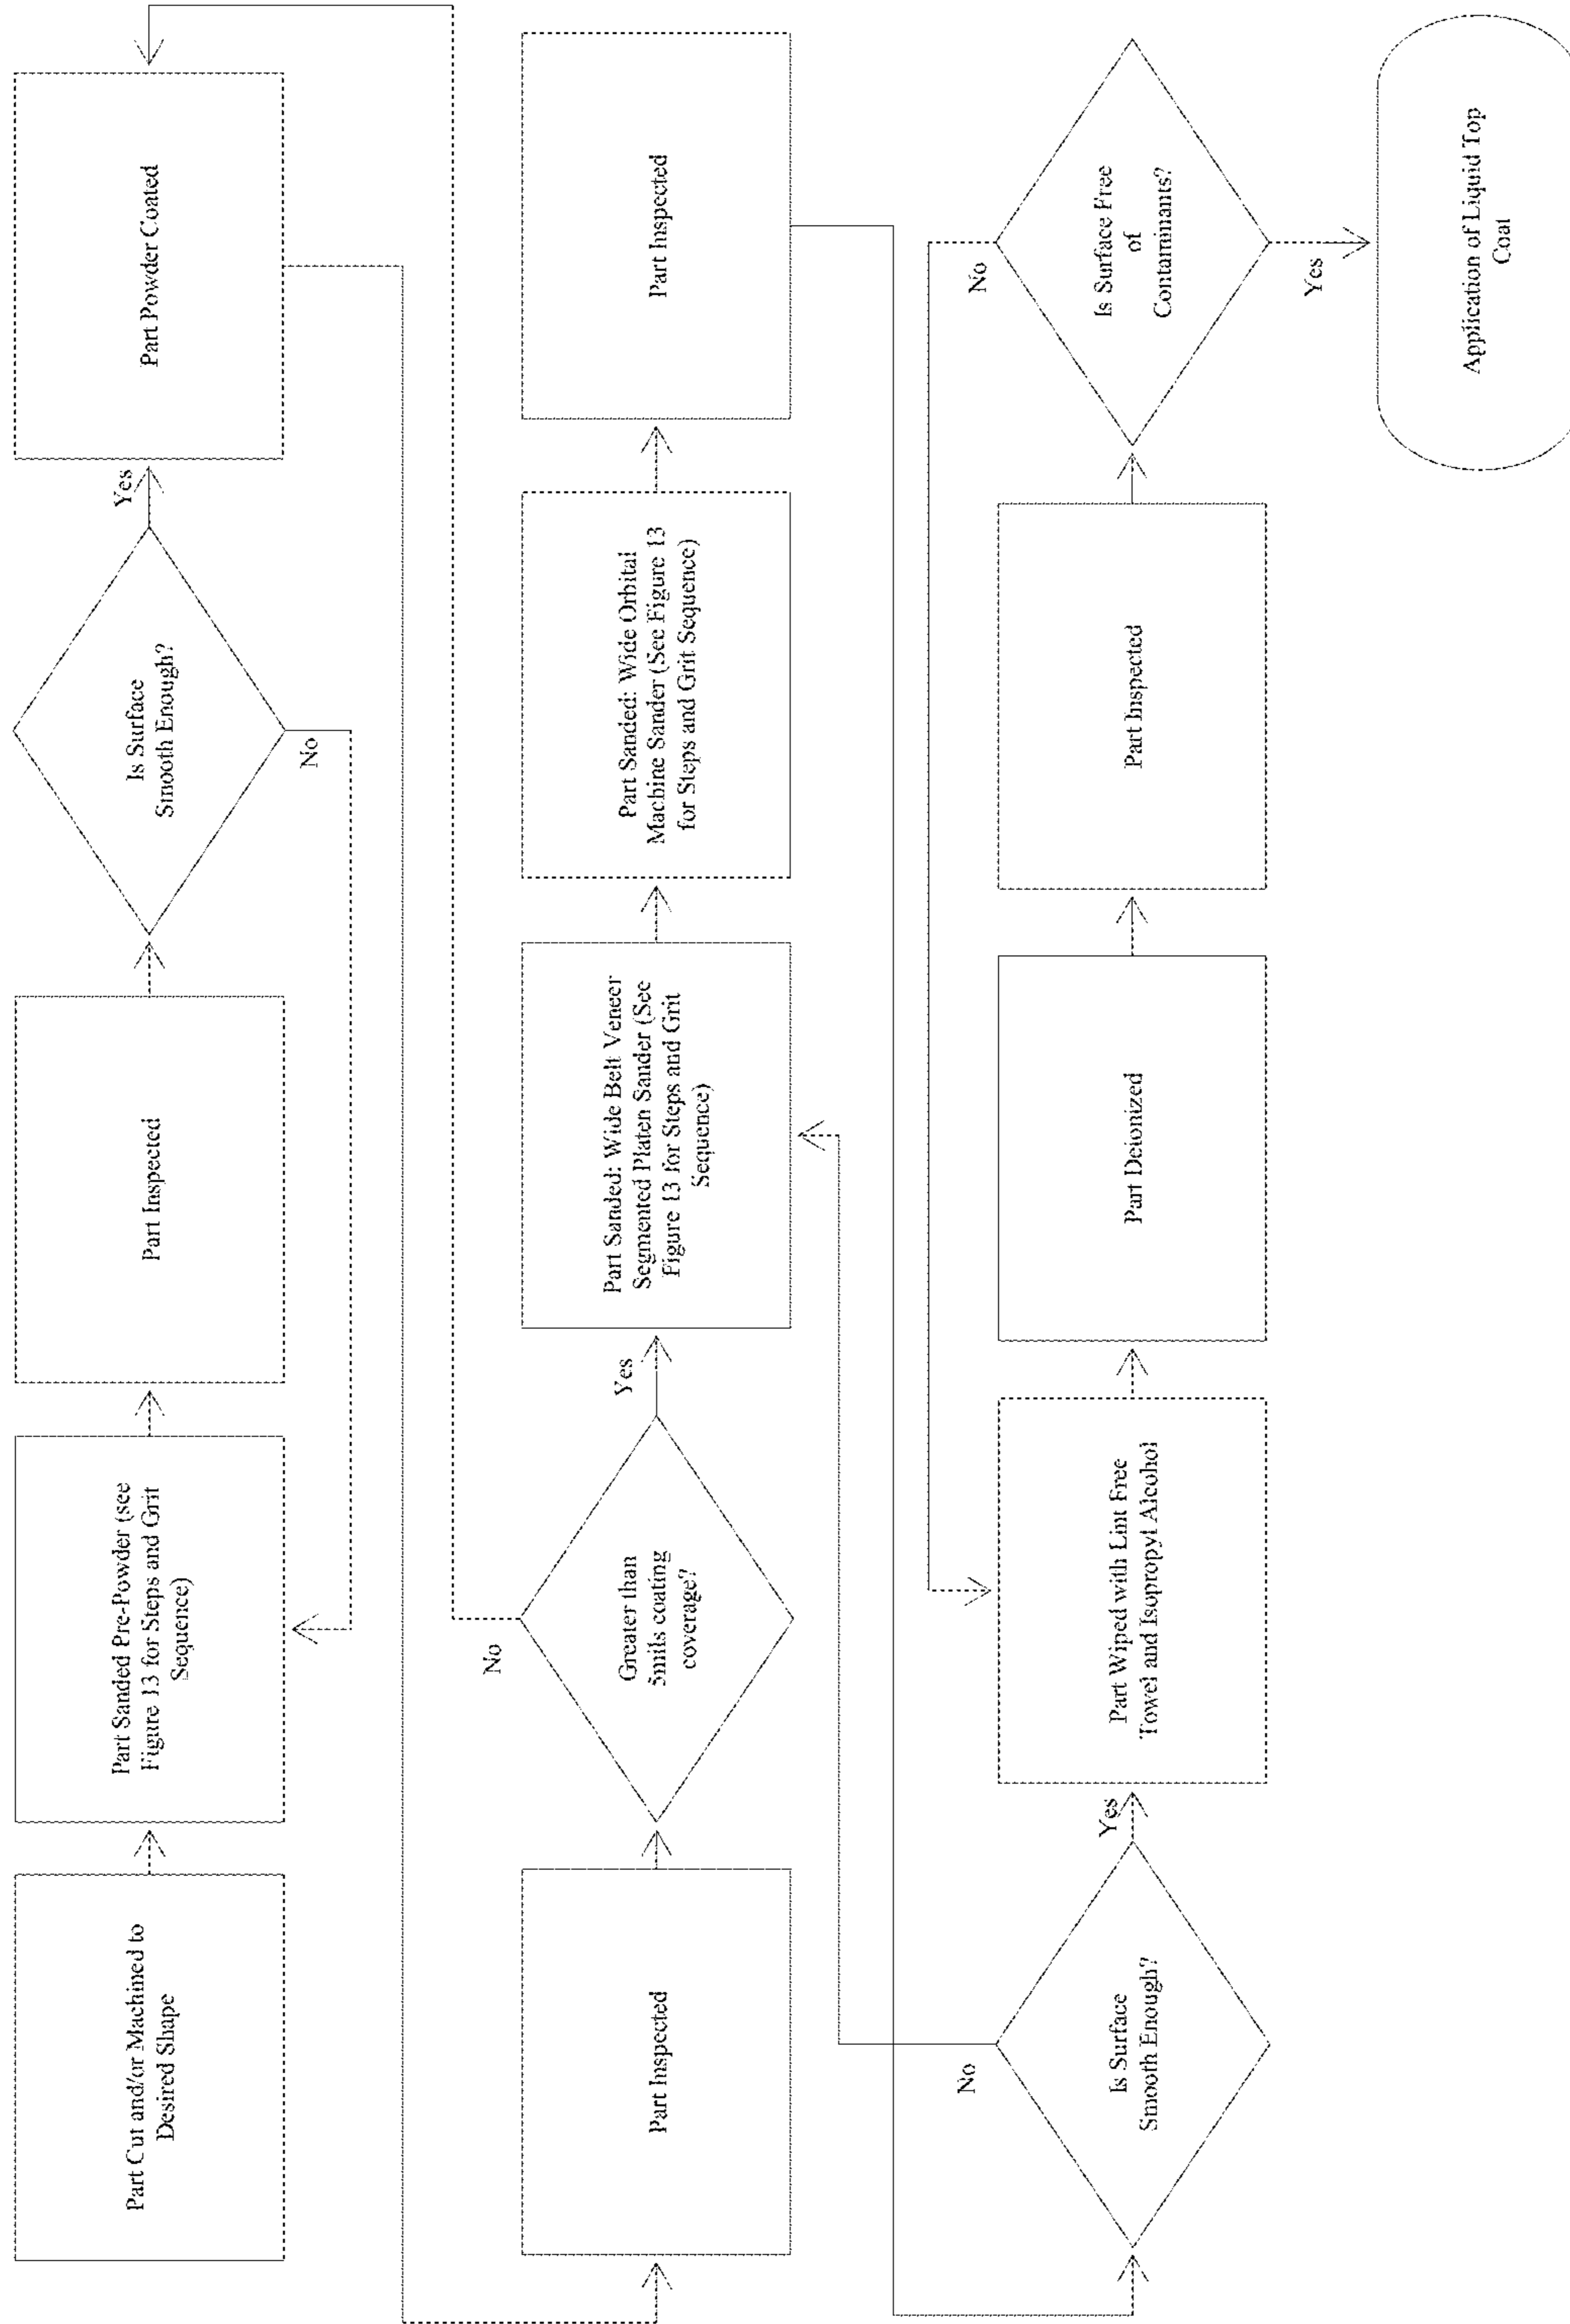 Part Cut and/or Machined to
Desired Shape
Part Sanded Pre-Powder (see
Figure 13 for Steps and Grit
Sequence)
Part Inspected
Is Surface
Smooth Enough?
Yes
No
Part Powder Coated
Part Inspected
Greater than
5mils coating
coverage?
Yes
No
Part Sanded: Wide Belt Veneer
Segmented Platen Sander (See
Figure 13 for Steps and Grit
Sequence)
Part Sanded: Wide Orbital
Machine Sander (See Figure 13
for Steps and Grit Sequence)
Part Inspected
Is Surface
Smooth Enough?
Yes
No
Part Wiped with Lint Free
Towel and Isopropyl Alcohol
Part Deionized
Part Inspected
Is Surface Free
of
Contaminants?
No
Yes
Application of Liquid Top
Coat